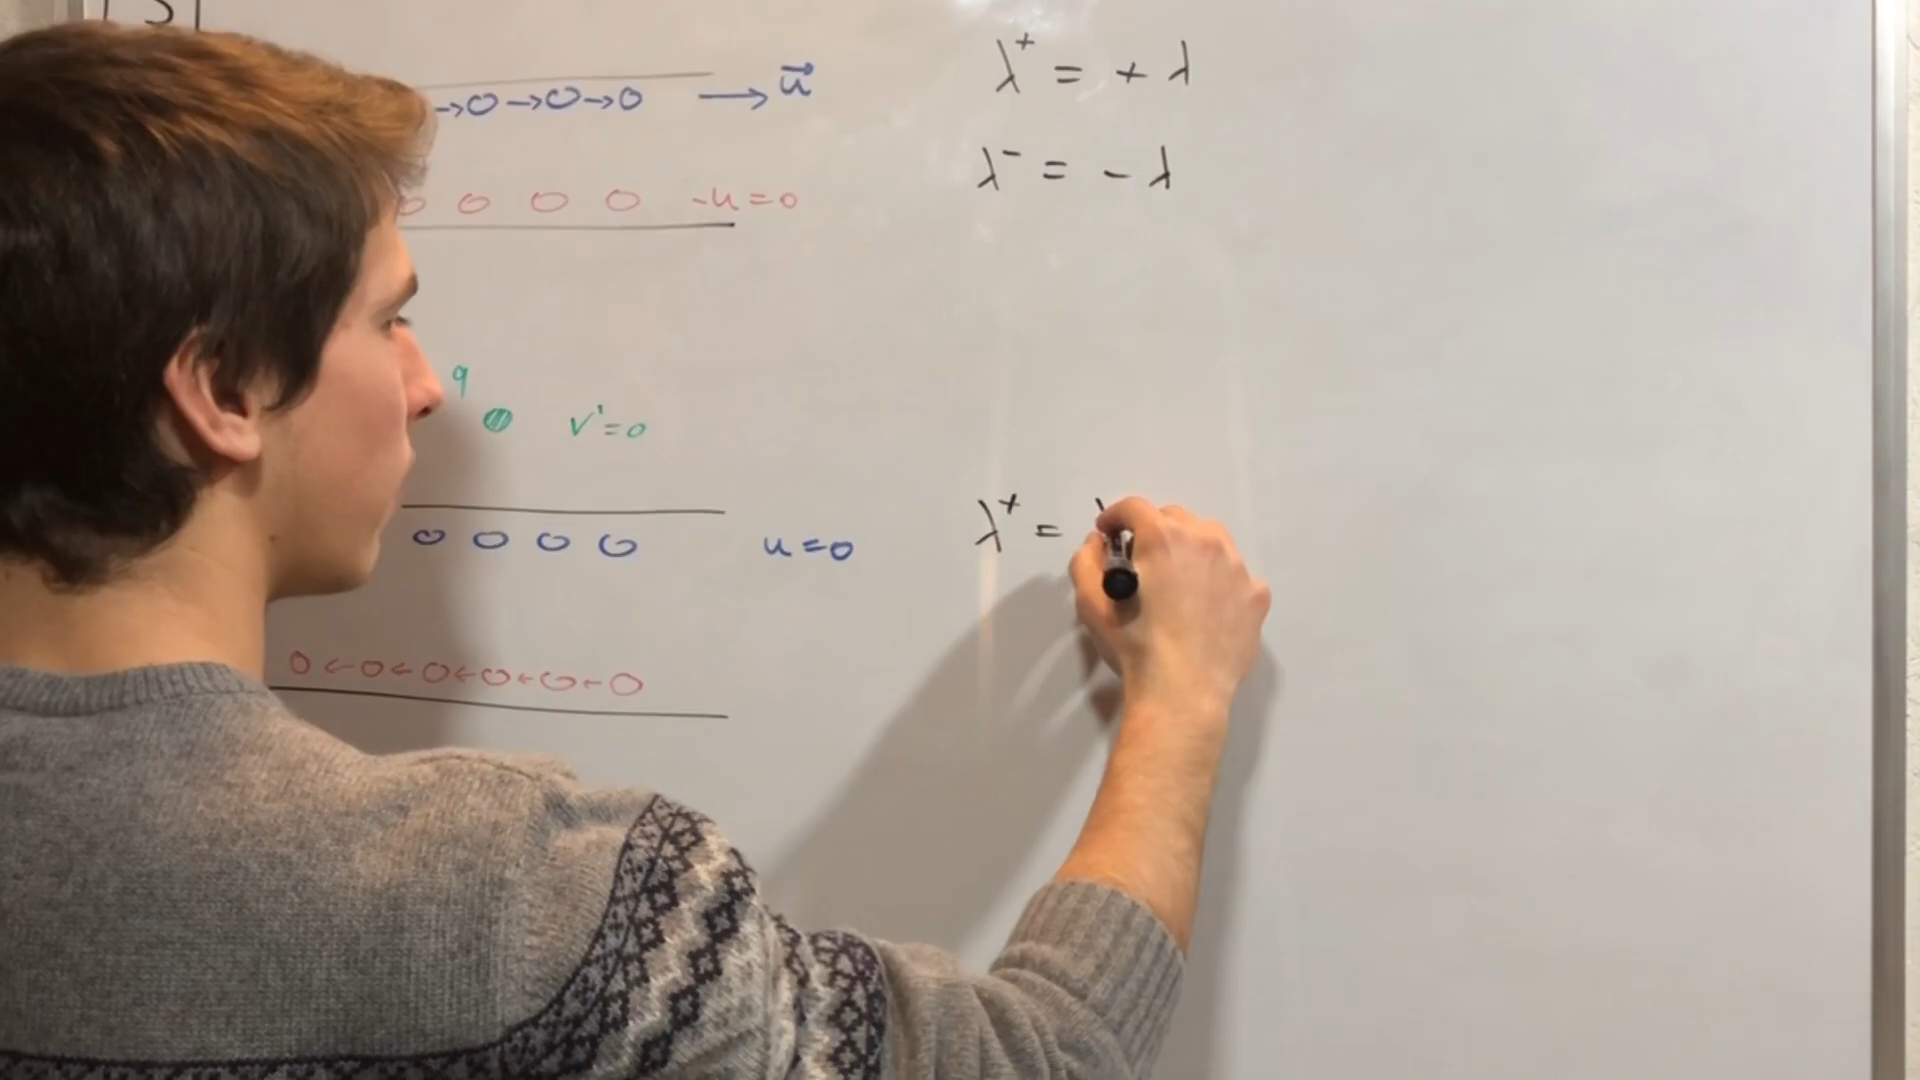 |S|
→O→O→O → u⃗
λ⁺ = + λ
O O O O -u = 0
λ⁻ = - λ
q
v' = 0
λ⁺ =
O O O O u = 0
O←O←O←O←O←O